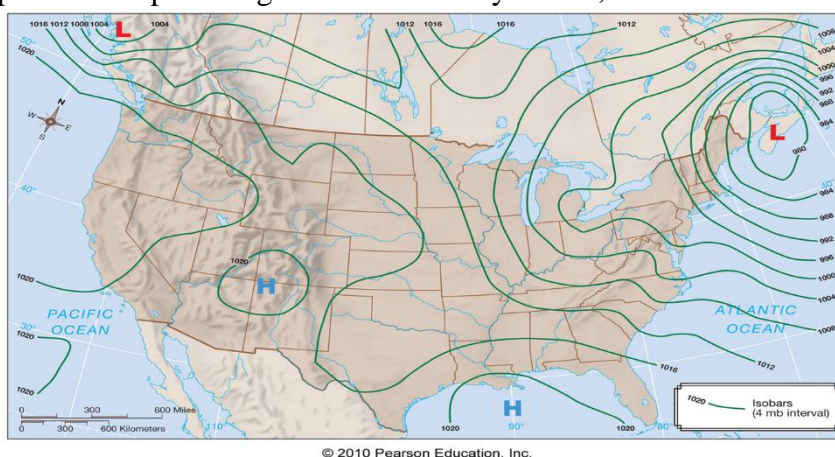 1016 1012 1008 1004
L
1004
1012
1016
1016
1012
1008
1004
1000
996
992
988
984
980
L
50°
1020
N
W
E
S
40°
40°
984
988
992
996
1000
1004
1008
1020
H
1020
PACIFIC
OCEAN
ATLANTIC
OCEAN
30°
1020
1012
1016
1020
H
1020
1020
0 300 600 Miles
0 300 600 Kilometers
110°
90°
80°
1020
Isobars
(4 mb interval)
© 2010 Pearson Education, Inc.